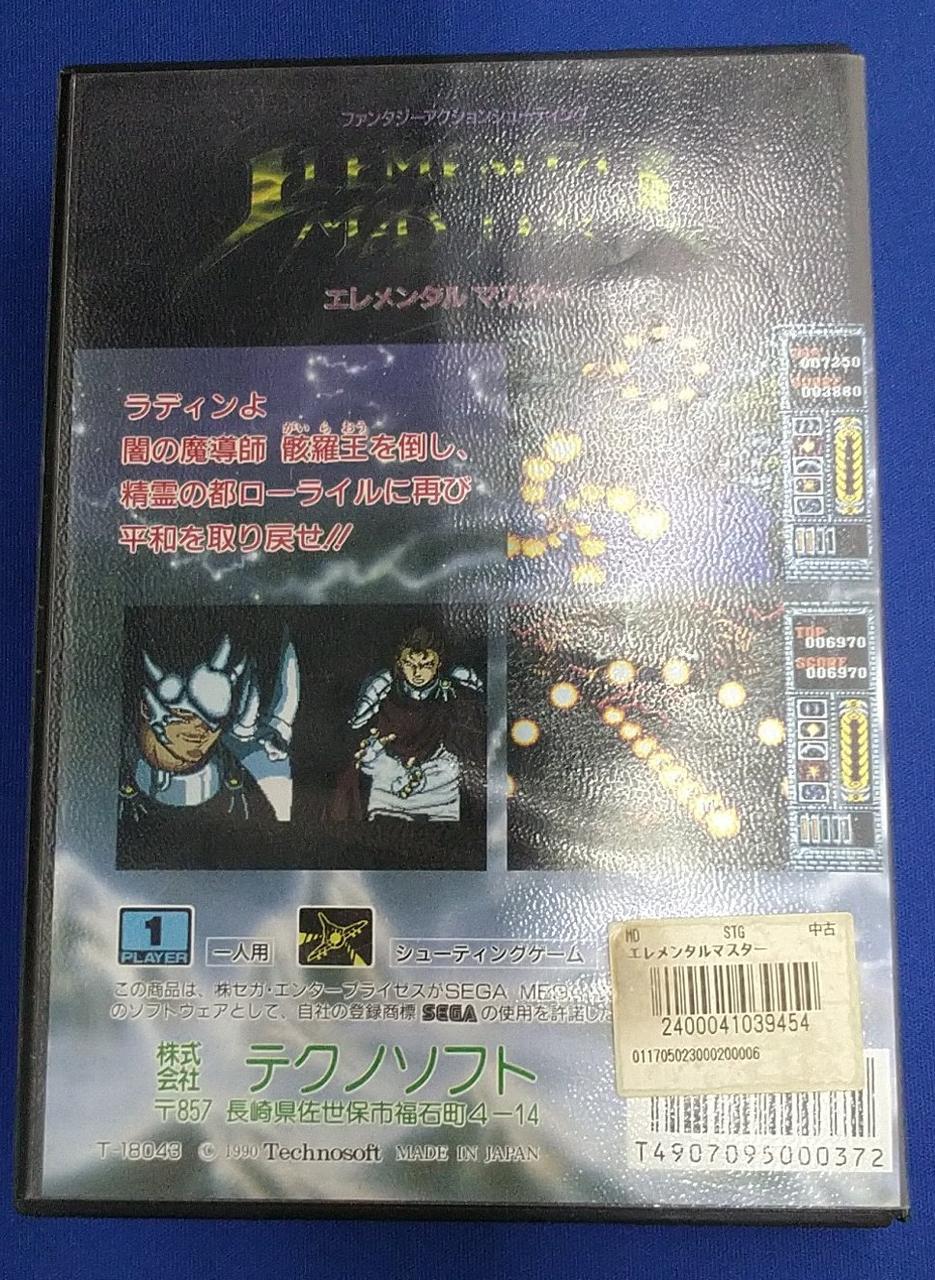 ファンタジーアクションシューティング
ELEMENTAL
MASTER
エレメンタル マスター
ラディンよ
がいらおう
闇の魔導師 骸羅王を倒し、
精霊の都ローライルに再び
平和を取り戻せ!!
007250
003880
TOP
006970
SCORE
006970
1
PLAYER
一人用
シューティングゲーム
この商品は、株セガ・エンタープライゼスがSEGA ME
のソフトウェアとして、自社の登録商標 SEGA の使用を許諾した
株式会社 テクノソフト
〒857 長崎県佐世保市福石町4-14
T-18043 © 1990 Technosoft MADE IN JAPAN
MD STG 中古
エレメンタルマスター
2400041039454
011705023000200006
T4907095000372